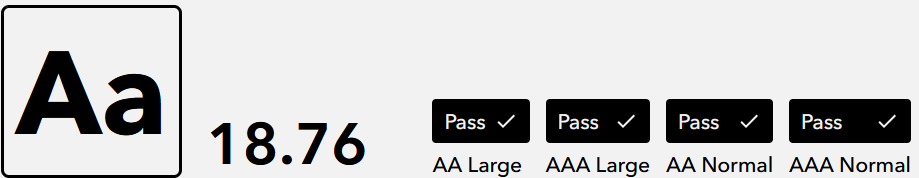 Aa
18.76
Pass Pass Pass Pass
AA Large AAA Large AA Normal AAA Normal